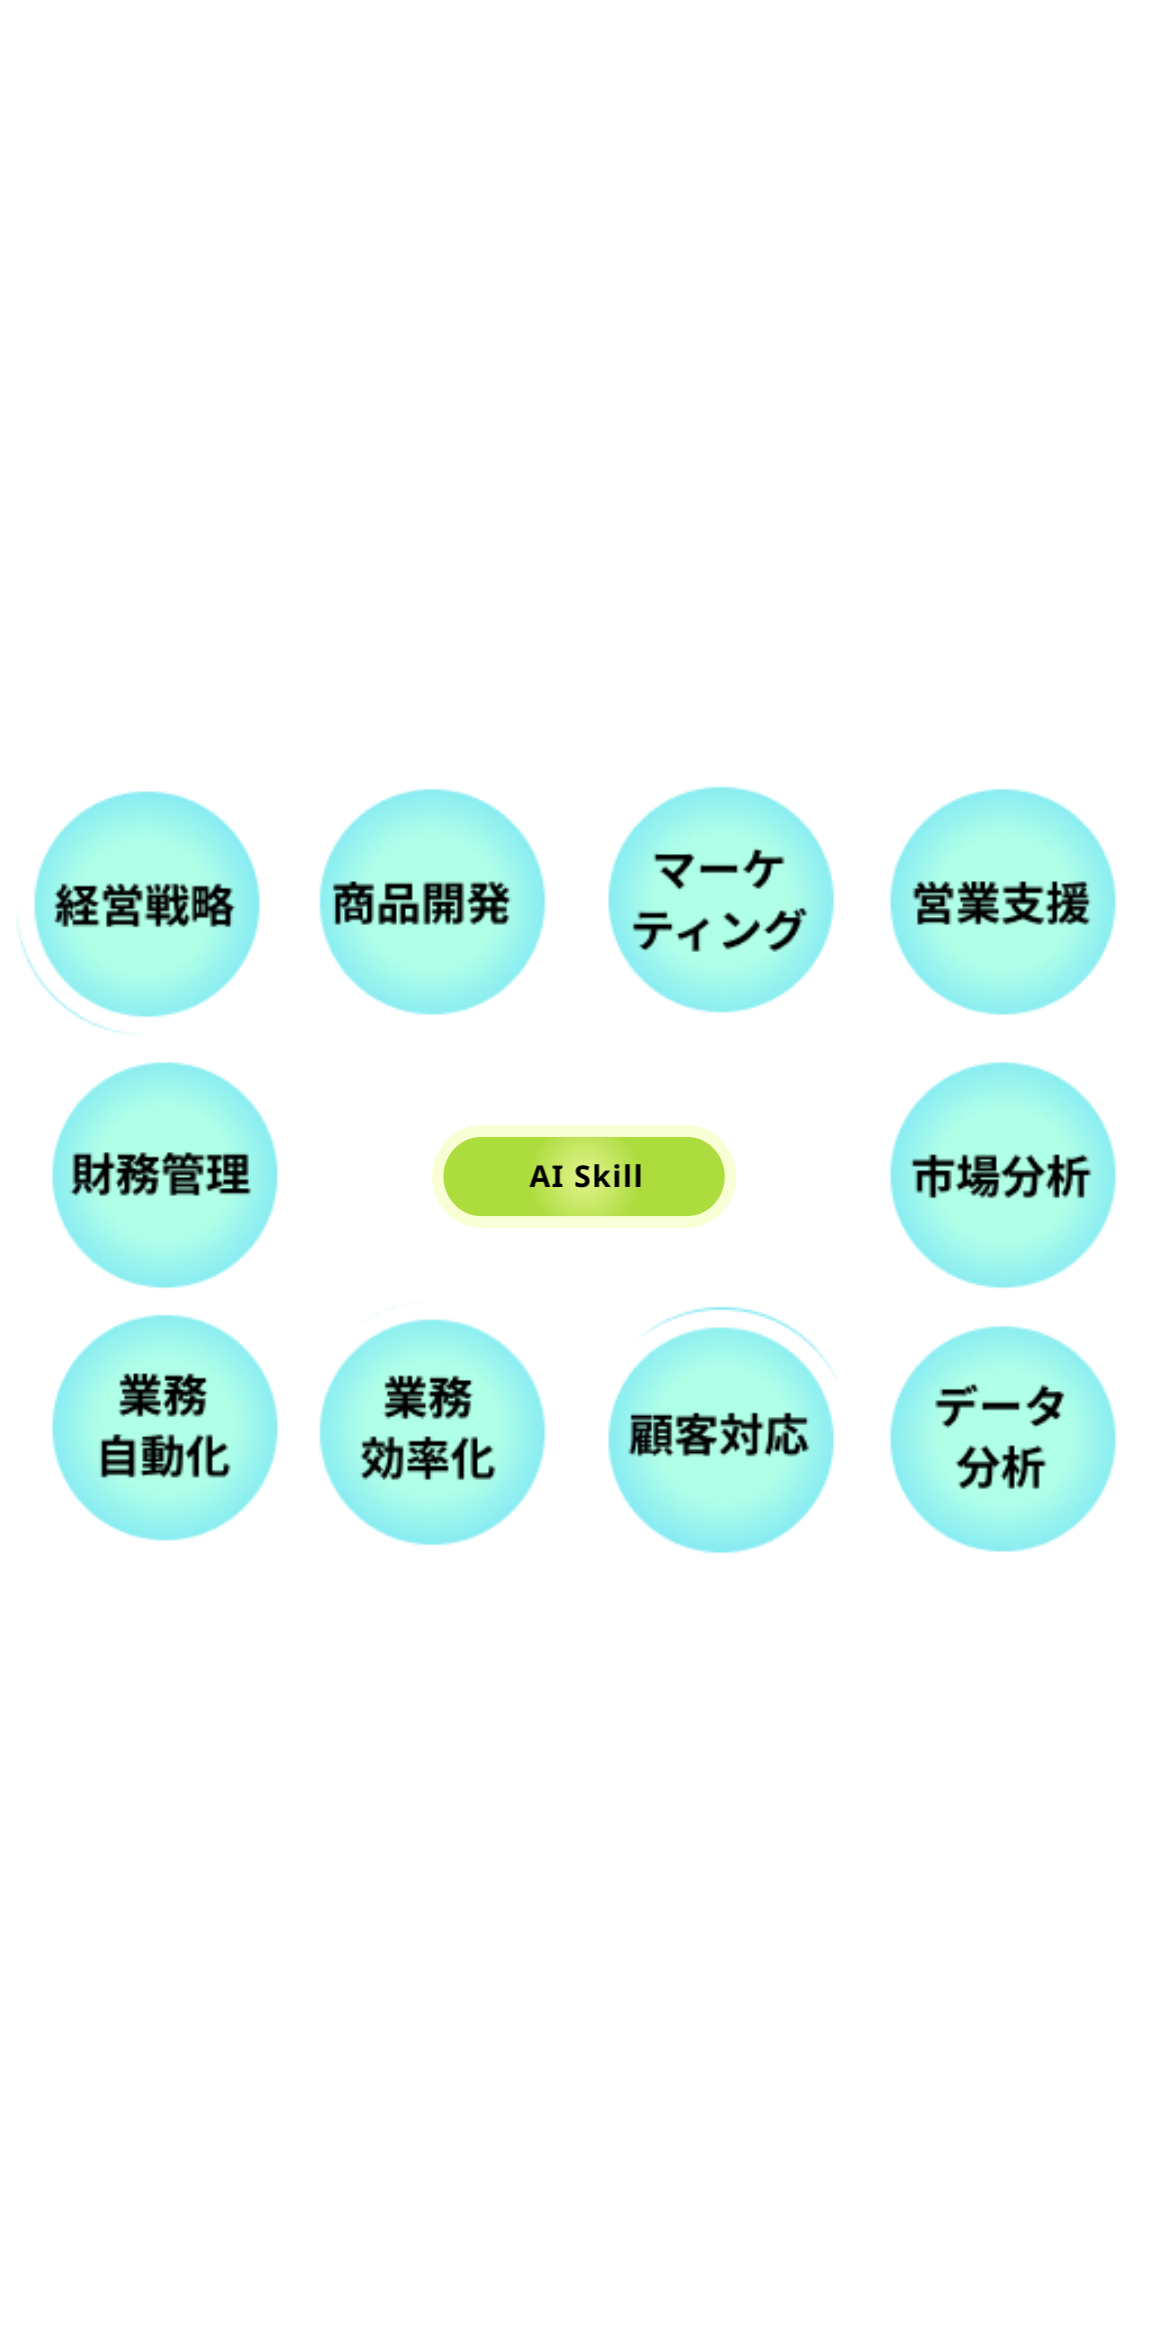 経営戦略
商品開発
マーケ
ティング
営業支援
財務管理
AI Skill
市場分析
業務
自動化
業務
効率化
顧客対応
データ
分析